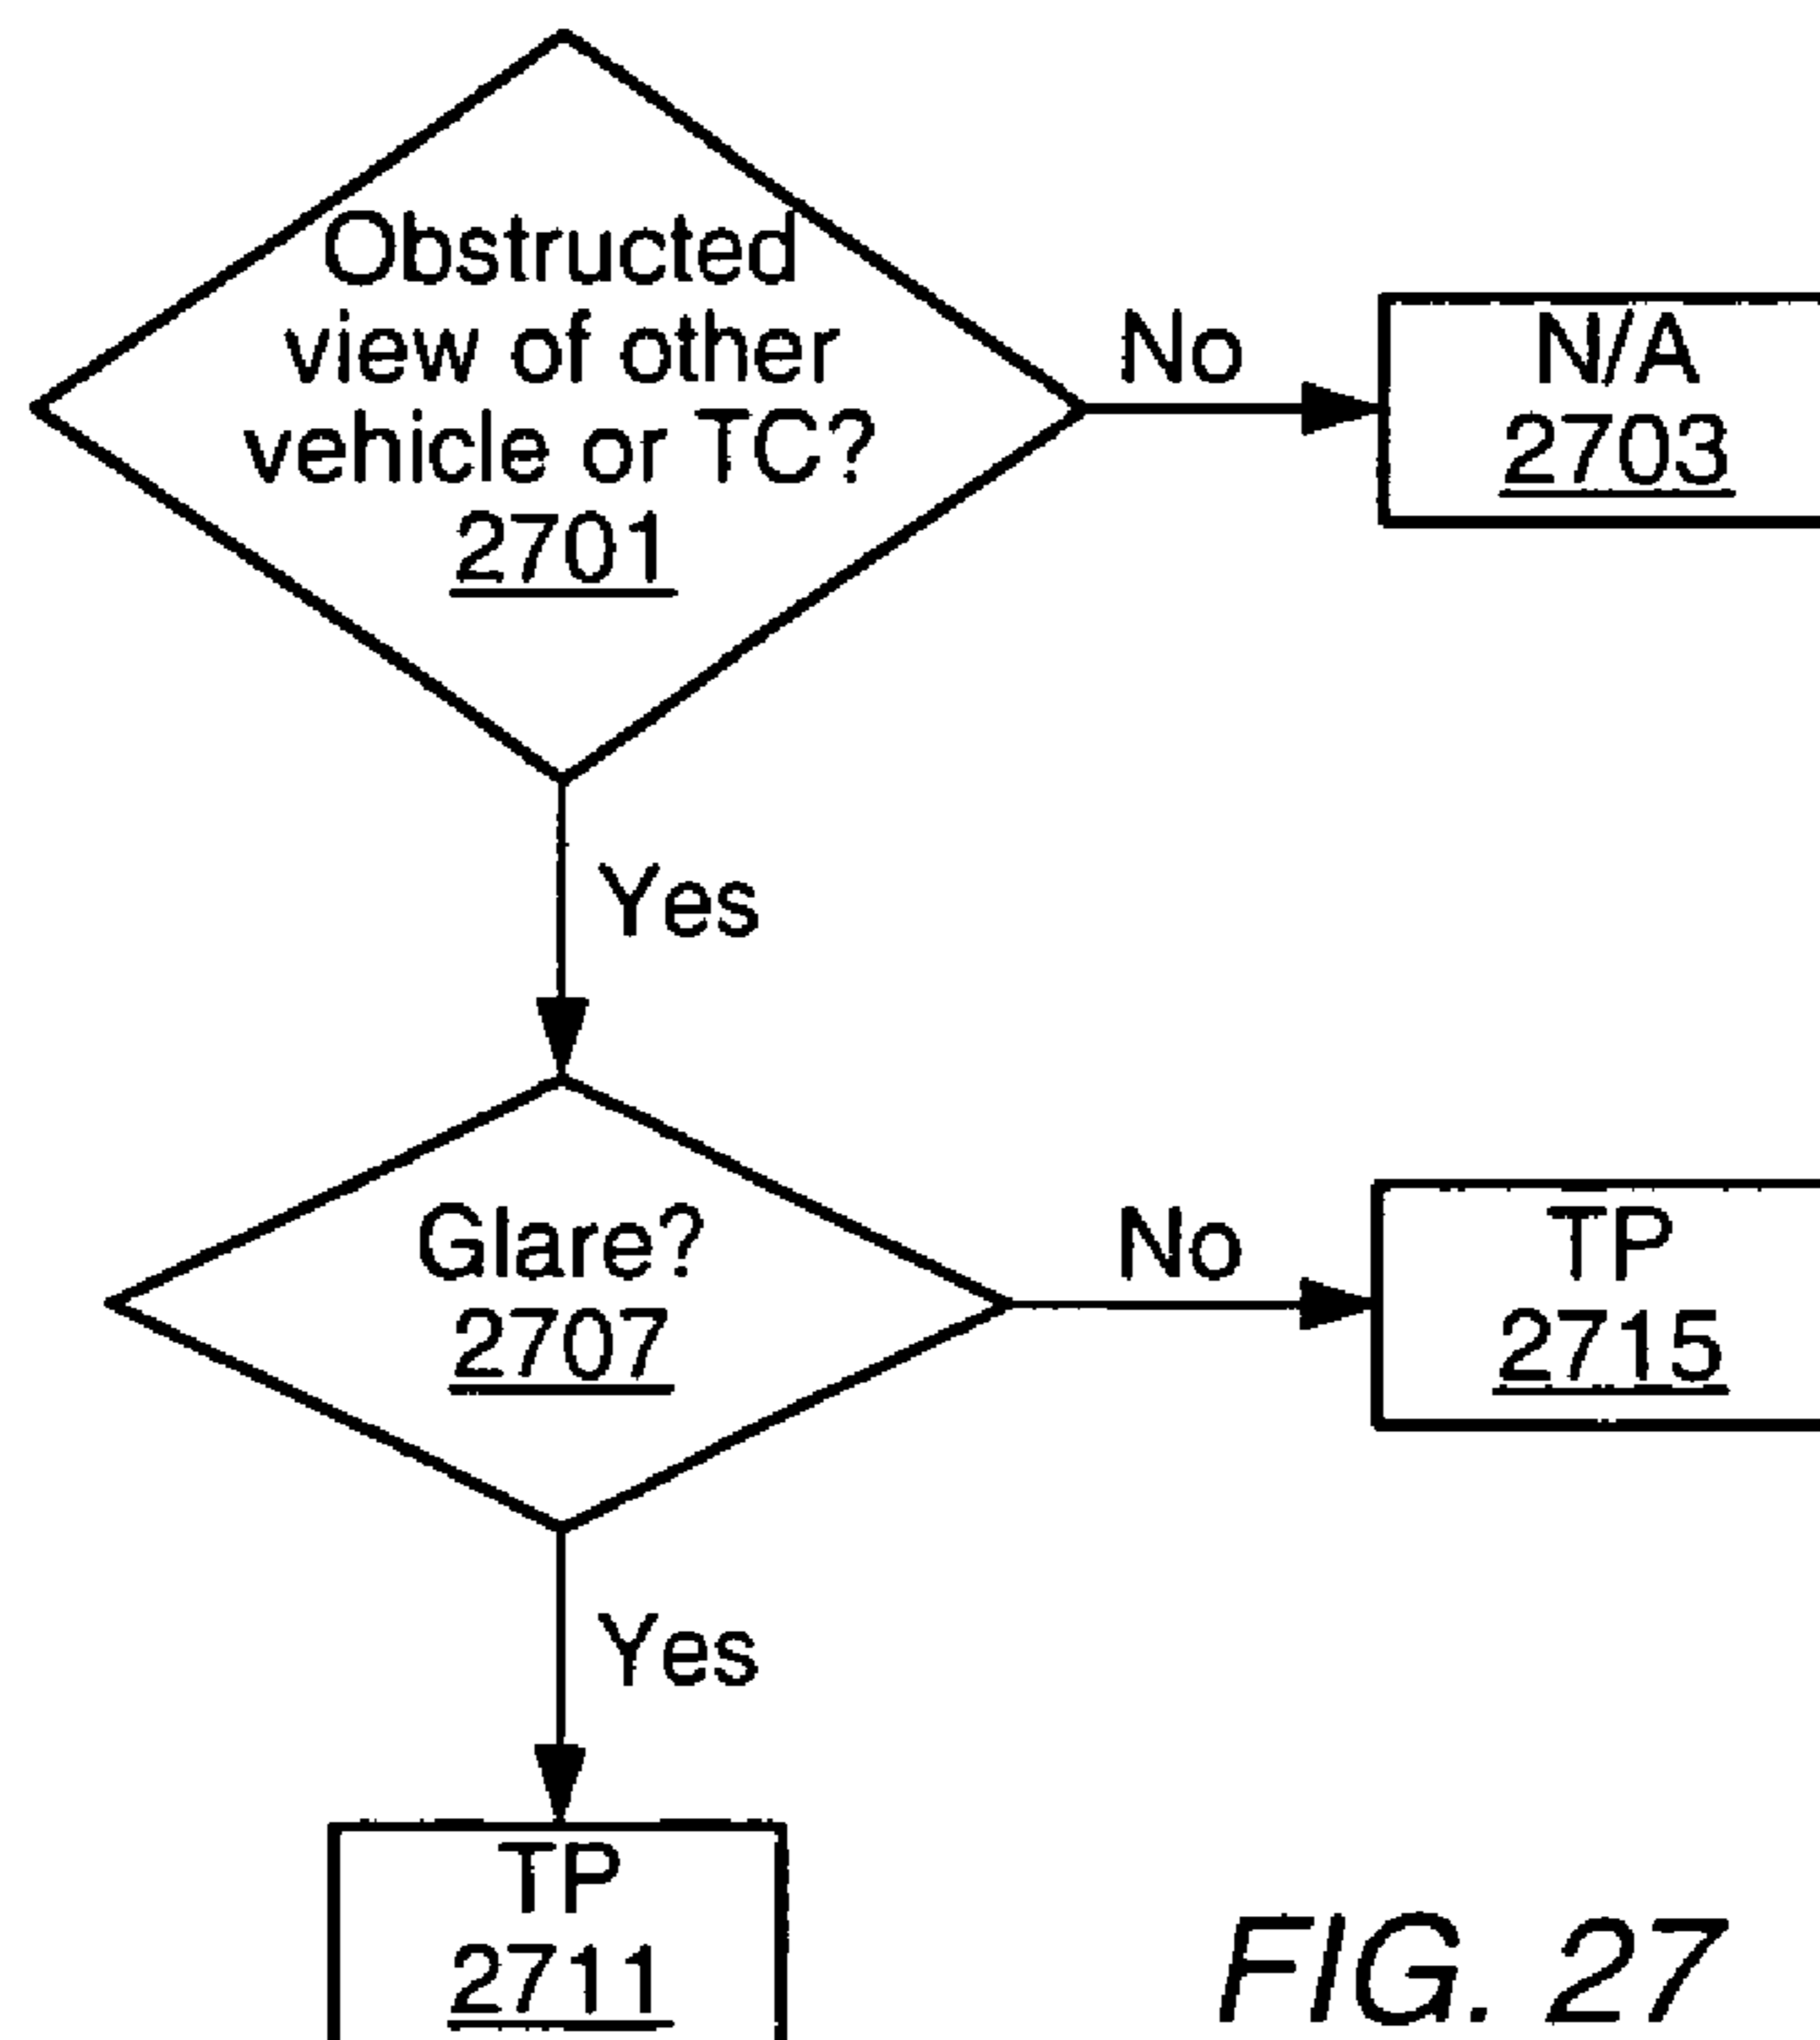 Obstructed
view of other
vehicle or TC?
2701
No
N/A
2703
Yes
Glare?
2707
No
TP
2715
Yes
TP
2711
FIG. 27